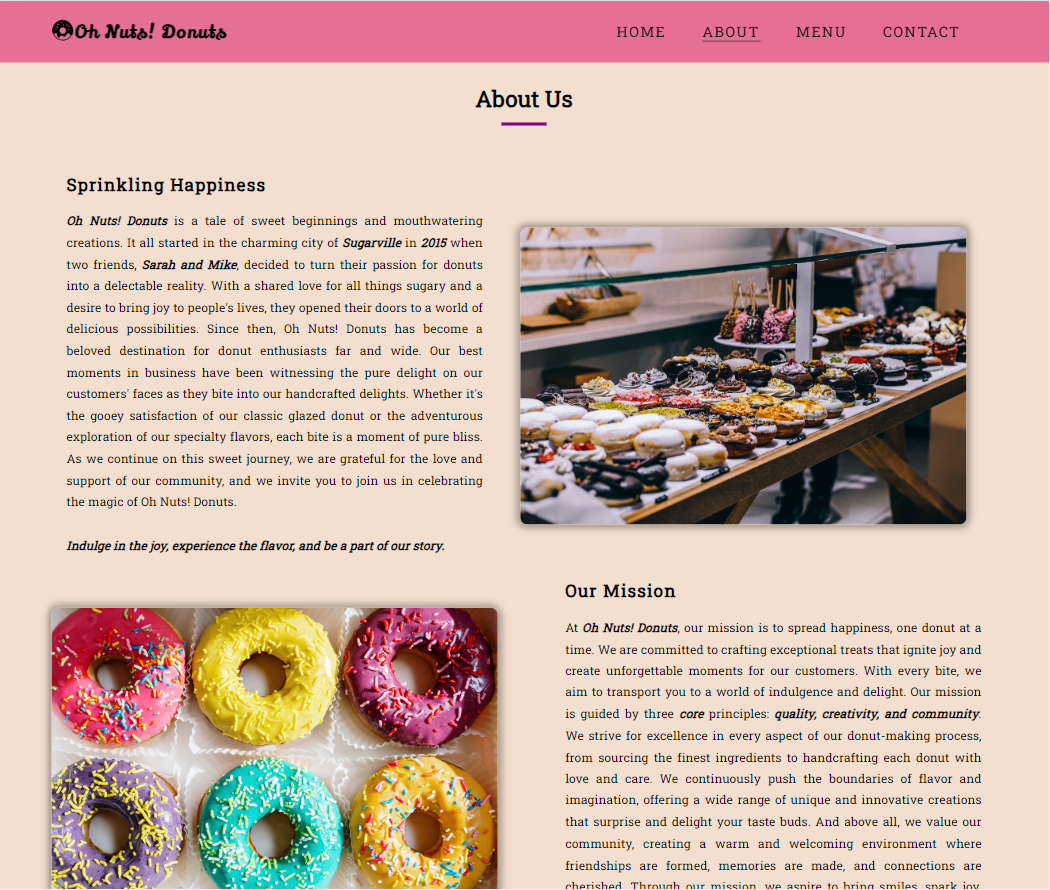 Oh Nuts! Donuts
HOME ABOUT MENU CONTACT
About Us
Sprinkling Happiness
Oh Nuts! Donuts is a tale of sweet beginnings and mouthwatering
creations. It all started in the charming city of Sugarville in 2015 when
two friends, Sarah and Mike, decided to turn their passion for donuts
into a delectable reality. With a shared love for all things sugary and a
desire to bring joy to people's lives, they opened their doors to a world of
delicious possibilities. Since then, Oh Nuts! Donuts has become a
beloved destination for donut enthusiasts far and wide. Our best
moments in business have been witnessing the pure delight on our
customers' faces as they bite into our handcrafted delights. Whether it's
the gooey satisfaction of our classic glazed donut or the adventurous
exploration of our specialty flavors, each bite is a moment of pure bliss.
As we continue on this sweet journey, we are grateful for the love and
support of our community, and we invite you to join us in celebrating
the magic of Oh Nuts! Donuts.
Indulge in the joy, experience the flavor, and be a part of our story.
Our Mission
At Oh Nuts! Donuts, our mission is to spread happiness, one donut at a
time. We are committed to crafting exceptional treats that ignite joy and
create unforgettable moments for our customers. With every bite, we
aim to transport you to a world of indulgence and delight. Our mission
is guided by three core principles: quality, creativity, and community.
We strive for excellence in every aspect of our donut-making process,
from sourcing the finest ingredients to handcrafting each donut with
love and care. We continuously push the boundaries of flavor and
imagination, offering a wide range of unique and innovative creations
that surprise and delight your taste buds. And above all, we value our
community, creating a warm and welcoming environment where
friendships are formed, memories are made, and connections are
cherished. Through our mission, we aspire to bring smiles, spark joy,